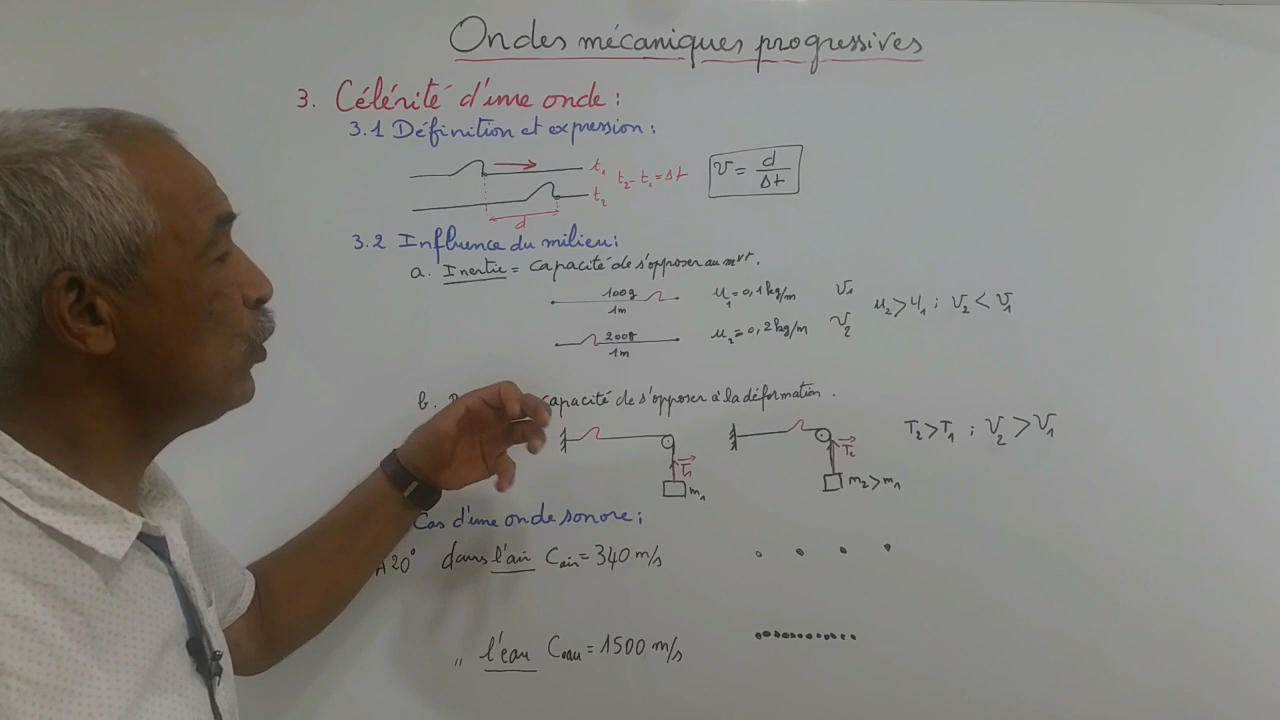 Ondes mécaniques progressives
3. Célérité d'une onde :
3.1 Définition et expression :
t₁
t₂ - t₁ = Δt
V = d/Δt
t₂
d
3.2 Influence du milieu :
a. Inertie = capacité de s'opposer au mvt.
100g
1m
μ₁ = 0,1 kg/m
V₁
200g
1m
μ₂ = 0,2 kg/m
V₂
μ₂ > μ₁ ; V₂ < V₁
b. capacité de s'opposer à la déformation.
T₁
m₁
T₂
m₂ > m₁
T₂ > T₁ ; V₂ > V₁
Cas d'une onde sonore :
A 20° dans l'air Cair = 340 m/s
" l'eau Ceau = 1500 m/s